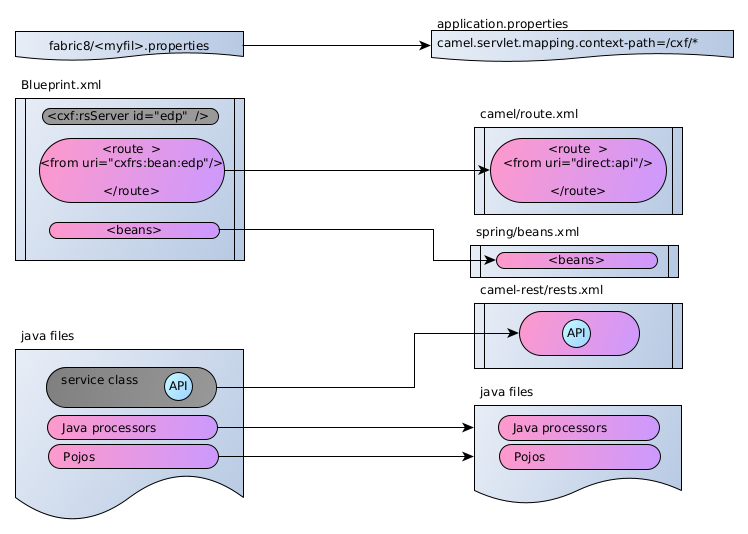 application.properties
fabric8/<myfil>.properties
camel.servlet.mapping.context-path=/cxf/*
Blueprint.xml
<cxf:rsServer id="edp" />
<route >
<from uri="cxfrs:bean:edp"/>
</route>
<beans>
camel/route.xml
<route >
<from uri="direct:api"/>
</route>
spring/beans.xml
<beans>
camel-rest/rests.xml
API
java files
service class
API
Java processors
Pojos
java files
Java processors
Pojos